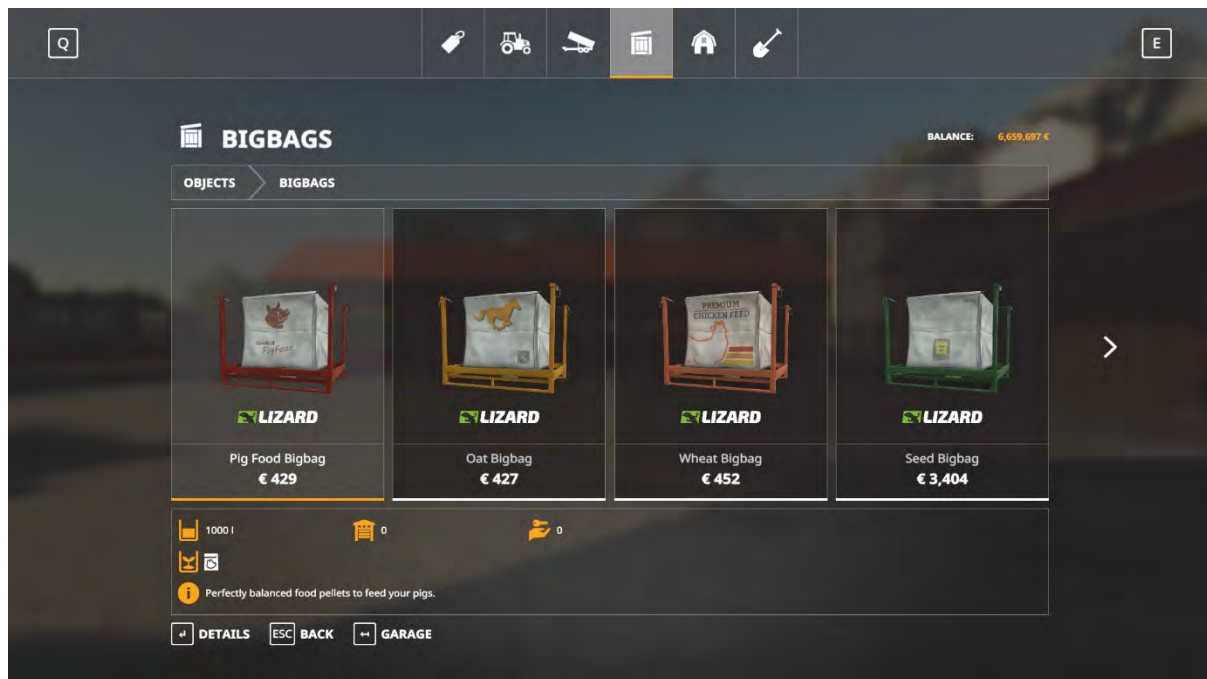 Q
E
BIGBAGS
BALANCE: 6,659,697 €
OBJECTS
BIGBAGS
PigFood
PREMIUM
CHICKEN FEED
LIZARD
LIZARD
LIZARD
LIZARD
Pig Food Bigbag
€ 429
Oat Bigbag
€ 427
Wheat Bigbag
€ 452
Seed Bigbag
€ 3,404
1000 l
0
0
Perfectly balanced food pellets to feed your pigs.
DETAILS
ESC BACK
GARAGE